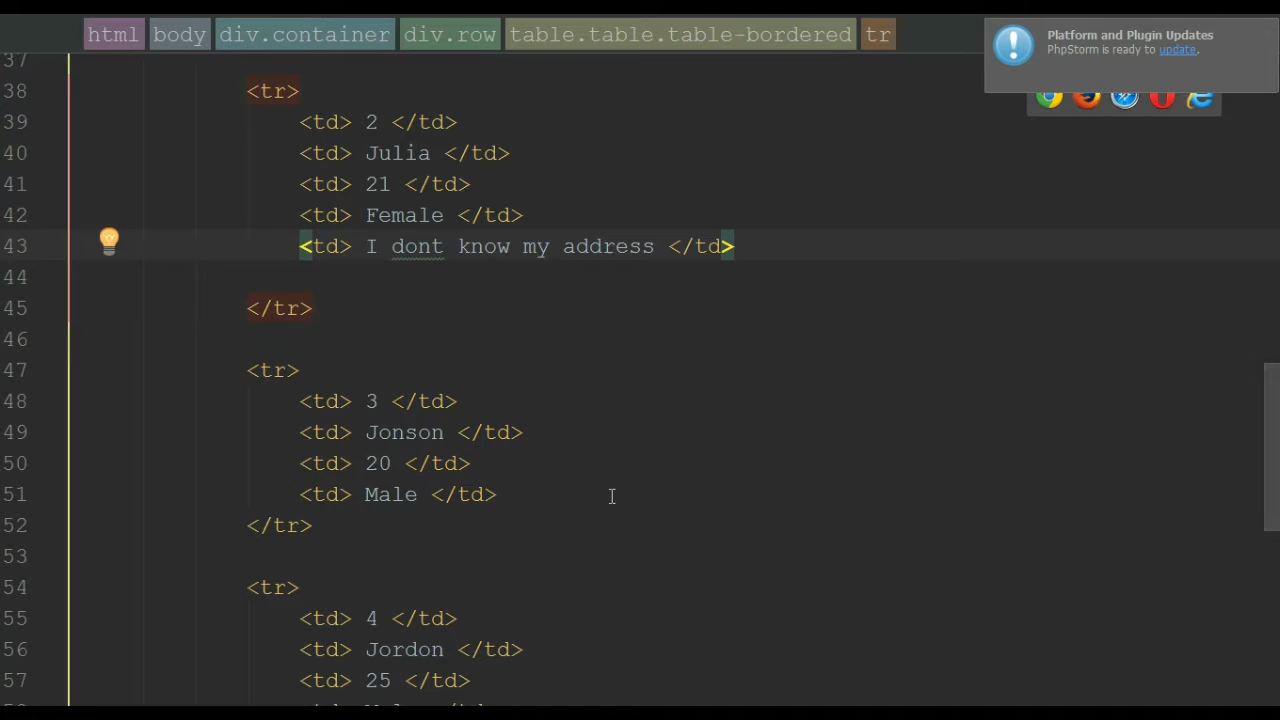 html body div.container div.row table.table.table-bordered tr
Platform and Plugin Updates
PhpStorm is ready to update.
37
38 <tr>
39 <td> 2 </td>
40 <td> Julia </td>
41 <td> 21 </td>
42 <td> Female </td>
43 <td> I dont know my address </td>
44
45 </tr>
46
47 <tr>
48 <td> 3 </td>
49 <td> Jonson </td>
50 <td> 20 </td>
51 <td> Male </td>
52 </tr>
53
54 <tr>
55 <td> 4 </td>
56 <td> Jordon </td>
57 <td> 25 </td>